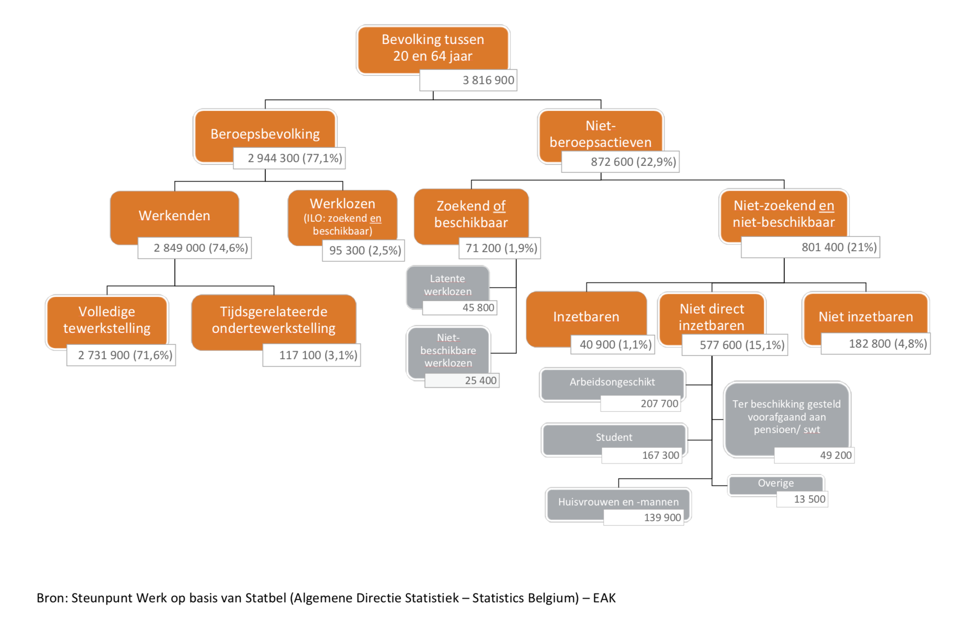 Bevolking tussen
20 en 64 jaar
3 816 900
Beroepsbevolking
2 944 300 (77,1%)
Niet-
beroepsactieven
872 600 (22,9%)
Werkenden
2 849 000 (74,6%)
Werklozen
(ILO: zoekend en
beschikbaar)
95 300 (2,5%)
Zoekend of
beschikbaar
71 200 (1,9%)
Niet-zoekend en
niet-beschikbaar
801 400 (21%)
Latente
werklozen
45 800
Niet-
beschikbare
werklozen
25 400
Volledige
tewerkstelling
2 731 900 (71,6%)
Tijdsgerelateerde
ondertewerkstelling
117 100 (3,1%)
Inzetbaren
40 900 (1,1%)
Niet direct
inzetbaren
577 600 (15,1%)
Niet inzetbaren
182 800 (4,8%)
Arbeidsongeschikt
207 700
Ter beschikking gesteld
voorafgaand aan
pensioen/ swt
49 200
Student
167 300
Overige
13 500
Huisvrouwen en -mannen
139 900
Bron: Steunpunt Werk op basis van Statbel (Algemene Directie Statistiek – Statistics Belgium) – EAK